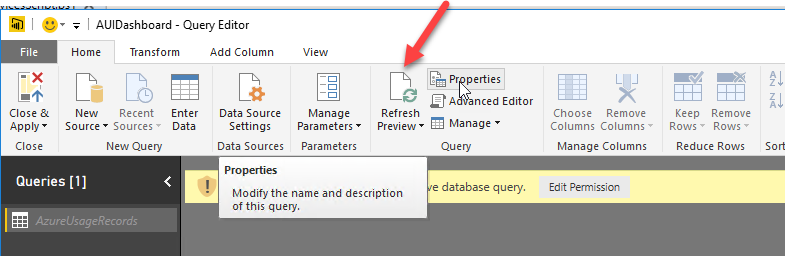 AUIDashboard - Query Editor
File Home Transform Add Column View
Close & Apply New Source Recent Sources Enter Data Data Source Settings Manage Parameters Refresh Preview Properties Advanced Editor Manage Choose Columns Remove Columns Keep Rows Remove Rows
Close New Query Data Sources Parameters Query Manage Columns Reduce Rows Sort
Queries [1]
AzureUsageRecords
Properties
Modify the name and description
of this query.
database query. Edit Permission